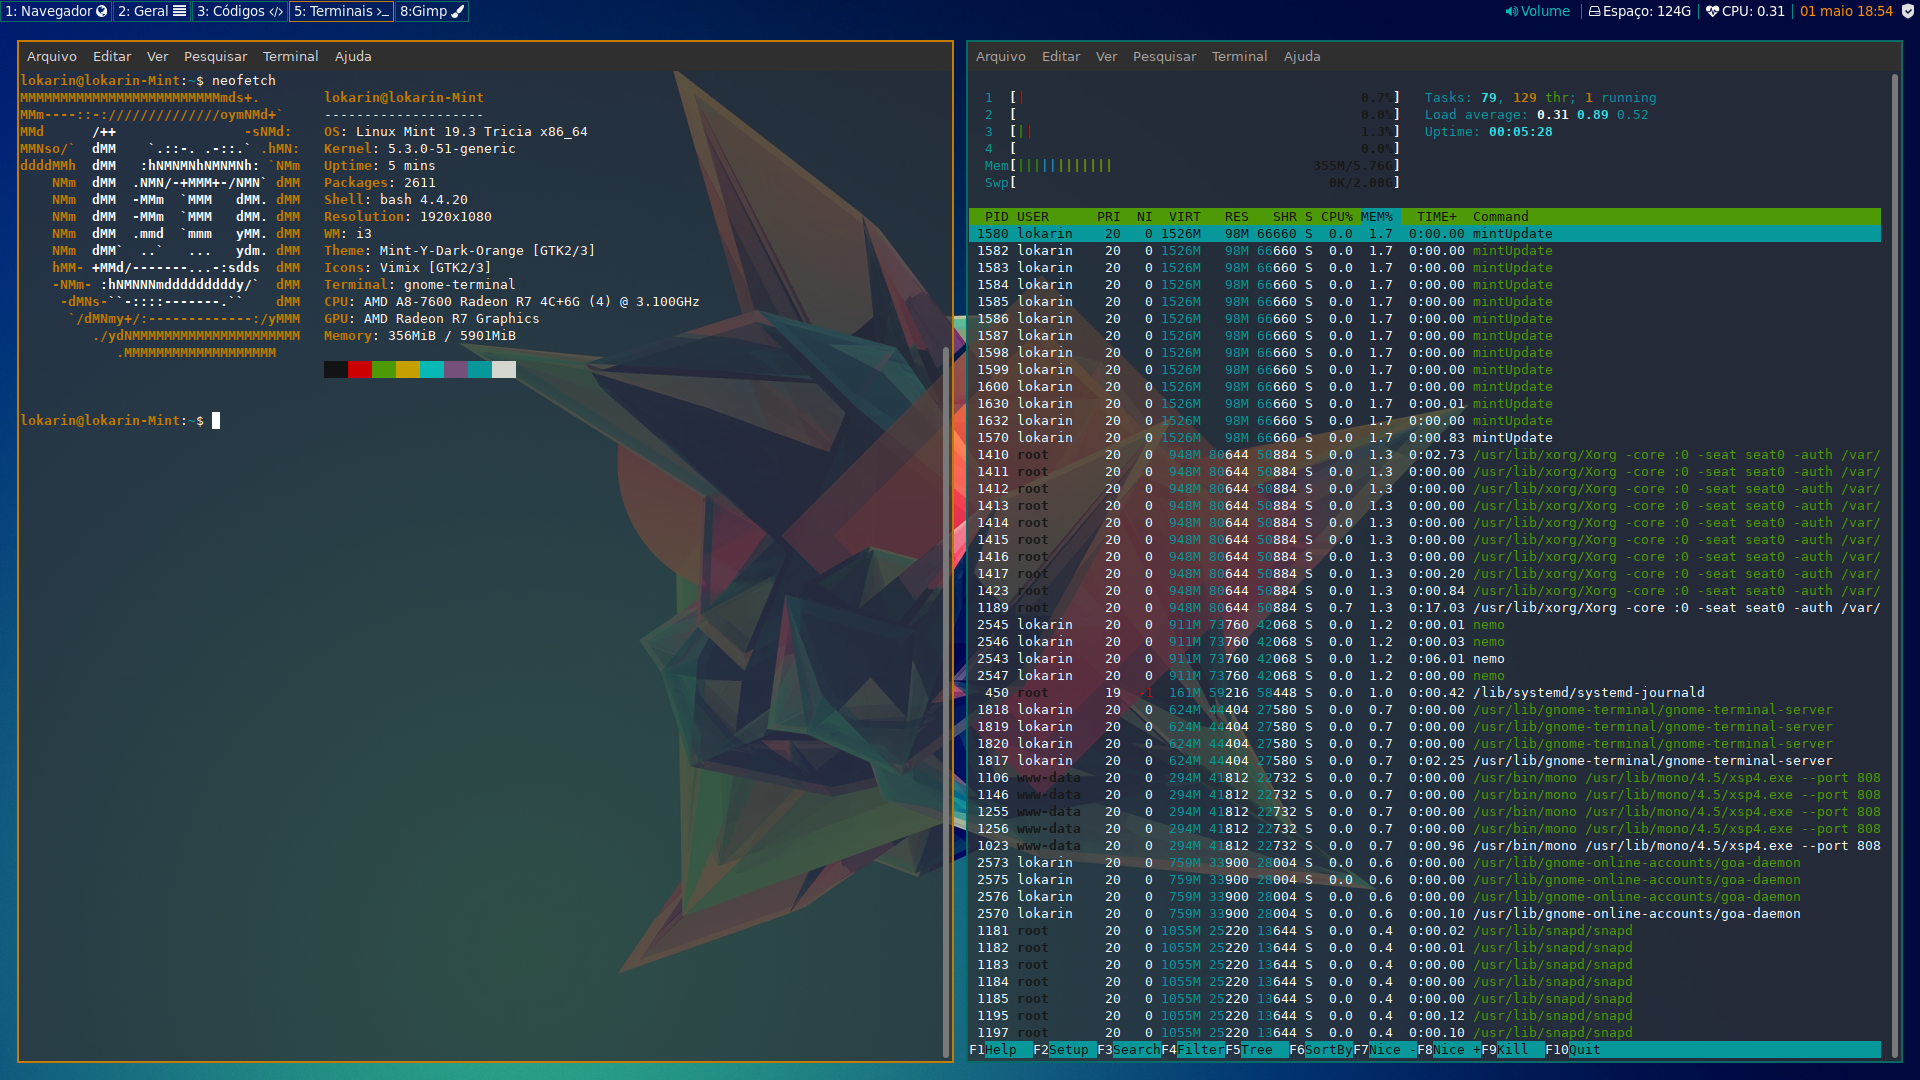 1: Navegador 2: Geral 3: Códigos </> 5: Terminais >_ 8:Gimp
Volume | Espaço: 124G | CPU: 0.31 | 01 maio 18:54
Arquivo Editar Ver Pesquisar Terminal Ajuda
lokarin@lokarin-Mint:~$ neofetch
lokarin@lokarin-Mint
-------------------
OS: Linux Mint 19.3 Tricia x86_64
Kernel: 5.3.0-51-generic
Uptime: 5 mins
Packages: 2611
Shell: bash 4.4.20
Resolution: 1920x1080
WM: i3
Theme: Mint-Y-Dark-Orange [GTK2/3]
Icons: Vimix [GTK2/3]
Terminal: gnome-terminal
CPU: AMD A8-7600 Radeon R7 4C+6G (4) @ 3.100GHz
GPU: AMD Radeon R7 Graphics
Memory: 356MiB / 5901MiB
lokarin@lokarin-Mint:~$
Arquivo Editar Ver Pesquisar Terminal Ajuda
1 [| 0.7%] Tasks: 79, 129 thr; 1 running
2 [ 0.0%] Load average: 0.31 0.89 0.52
3 [|| 1.3%] Uptime: 00:05:28
4 [ 0.0%]
Mem[|||||||||||| 355M/5.76G]
Swp[ 0K/2.00G]
PID USER PRI NI VIRT RES SHR S CPU% MEM% TIME+ Command
1580 lokarin 20 0 1526M 98M 66660 S 0.0 1.7 0:00.00 mintUpdate
1582 lokarin 20 0 1526M 98M 66660 S 0.0 1.7 0:00.00 mintUpdate
1583 lokarin 20 0 1526M 98M 66660 S 0.0 1.7 0:00.00 mintUpdate
1584 lokarin 20 0 1526M 98M 66660 S 0.0 1.7 0:00.00 mintUpdate
1585 lokarin 20 0 1526M 98M 66660 S 0.0 1.7 0:00.00 mintUpdate
1586 lokarin 20 0 1526M 98M 66660 S 0.0 1.7 0:00.00 mintUpdate
1587 lokarin 20 0 1526M 98M 66660 S 0.0 1.7 0:00.00 mintUpdate
1598 lokarin 20 0 1526M 98M 66660 S 0.0 1.7 0:00.00 mintUpdate
1599 lokarin 20 0 1526M 98M 66660 S 0.0 1.7 0:00.00 mintUpdate
1600 lokarin 20 0 1526M 98M 66660 S 0.0 1.7 0:00.00 mintUpdate
1630 lokarin 20 0 1526M 98M 66660 S 0.0 1.7 0:00.01 mintUpdate
1632 lokarin 20 0 1526M 98M 66660 S 0.0 1.7 0:00.00 mintUpdate
1570 lokarin 20 0 1526M 98M 66660 S 0.0 1.7 0:00.83 mintUpdate
1410 root 20 0 948M 80644 50884 S 0.0 1.3 0:02.73 /usr/lib/xorg/Xorg -core :0 -seat seat0 -auth /var/
1411 root 20 0 948M 80644 50884 S 0.0 1.3 0:00.00 /usr/lib/xorg/Xorg -core :0 -seat seat0 -auth /var/
1412 root 20 0 948M 80644 50884 S 0.0 1.3 0:00.00 /usr/lib/xorg/Xorg -core :0 -seat seat0 -auth /var/
1413 root 20 0 948M 80644 50884 S 0.0 1.3 0:00.00 /usr/lib/xorg/Xorg -core :0 -seat seat0 -auth /var/
1414 root 20 0 948M 80644 50884 S 0.0 1.3 0:00.00 /usr/lib/xorg/Xorg -core :0 -seat seat0 -auth /var/
1415 root 20 0 948M 80644 50884 S 0.0 1.3 0:00.00 /usr/lib/xorg/Xorg -core :0 -seat seat0 -auth /var/
1416 root 20 0 948M 80644 50884 S 0.0 1.3 0:00.00 /usr/lib/xorg/Xorg -core :0 -seat seat0 -auth /var/
1417 root 20 0 948M 80644 50884 S 0.0 1.3 0:00.20 /usr/lib/xorg/Xorg -core :0 -seat seat0 -auth /var/
1423 root 20 0 948M 80644 50884 S 0.0 1.3 0:00.84 /usr/lib/xorg/Xorg -core :0 -seat seat0 -auth /var/
1189 root 20 0 948M 80644 50884 S 0.7 1.3 0:17.03 /usr/lib/xorg/Xorg -core :0 -seat seat0 -auth /var/
2545 lokarin 20 0 911M 73760 42068 S 0.0 1.2 0:00.01 nemo
2546 lokarin 20 0 911M 73760 42068 S 0.0 1.2 0:00.03 nemo
2543 lokarin 20 0 911M 73760 42068 S 0.0 1.2 0:06.01 nemo
2547 lokarin 20 0 911M 73760 42068 S 0.0 1.2 0:00.00 nemo
450 root 19 -1 161M 59216 58448 S 0.0 1.0 0:00.42 /lib/systemd/systemd-journald
1818 lokarin 20 0 624M 44404 27580 S 0.0 0.7 0:00.00 /usr/lib/gnome-terminal/gnome-terminal-server
1819 lokarin 20 0 624M 44404 27580 S 0.0 0.7 0:00.00 /usr/lib/gnome-terminal/gnome-terminal-server
1820 lokarin 20 0 624M 44404 27580 S 0.0 0.7 0:00.00 /usr/lib/gnome-terminal/gnome-terminal-server
1817 lokarin 20 0 624M 44404 27580 S 0.0 0.7 0:02.25 /usr/lib/gnome-terminal/gnome-terminal-server
1106 www-data 20 0 294M 41812 22732 S 0.0 0.7 0:00.00 /usr/bin/mono /usr/lib/mono/4.5/xsp4.exe --port 808
1146 www-data 20 0 294M 41812 22732 S 0.0 0.7 0:00.00 /usr/bin/mono /usr/lib/mono/4.5/xsp4.exe --port 808
1255 www-data 20 0 294M 41812 22732 S 0.0 0.7 0:00.00 /usr/bin/mono /usr/lib/mono/4.5/xsp4.exe --port 808
1256 www-data 20 0 294M 41812 22732 S 0.0 0.7 0:00.00 /usr/bin/mono /usr/lib/mono/4.5/xsp4.exe --port 808
1023 www-data 20 0 294M 41812 22732 S 0.0 0.7 0:00.96 /usr/bin/mono /usr/lib/mono/4.5/xsp4.exe --port 808
2573 lokarin 20 0 759M 33900 28004 S 0.0 0.6 0:00.00 /usr/lib/gnome-online-accounts/goa-daemon
2575 lokarin 20 0 759M 33900 28004 S 0.0 0.6 0:00.00 /usr/lib/gnome-online-accounts/goa-daemon
2576 lokarin 20 0 759M 33900 28004 S 0.0 0.6 0:00.00 /usr/lib/gnome-online-accounts/goa-daemon
2570 lokarin 20 0 759M 33900 28004 S 0.0 0.6 0:00.10 /usr/lib/gnome-online-accounts/goa-daemon
1181 root 20 0 1055M 25220 13644 S 0.0 0.4 0:00.02 /usr/lib/snapd/snapd
1182 root 20 0 1055M 25220 13644 S 0.0 0.4 0:00.01 /usr/lib/snapd/snapd
1183 root 20 0 1055M 25220 13644 S 0.0 0.4 0:00.00 /usr/lib/snapd/snapd
1184 root 20 0 1055M 25220 13644 S 0.0 0.4 0:00.00 /usr/lib/snapd/snapd
1185 root 20 0 1055M 25220 13644 S 0.0 0.4 0:00.00 /usr/lib/snapd/snapd
1195 root 20 0 1055M 25220 13644 S 0.0 0.4 0:00.12 /usr/lib/snapd/snapd
1197 root 20 0 1055M 25220 13644 S 0.0 0.4 0:00.10 /usr/lib/snapd/snapd
F1Help F2Setup F3SearchF4FilterF5Tree F6SortByF7Nice -F8Nice +F9Kill F10Quit